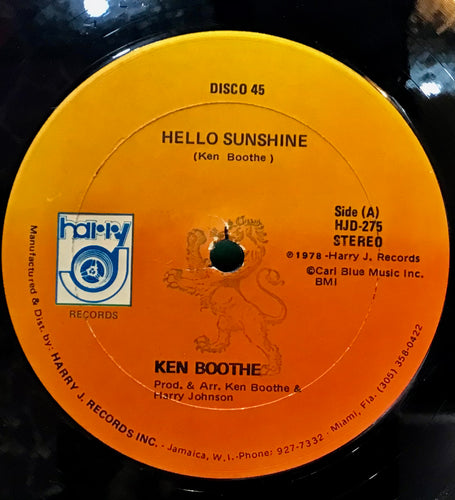 DISCO 45
HELLO SUNSHINE
(Ken Boothe)
Side (A)
HJD-275
STEREO
℗1978 -Harry J. Records
©Carl Blue Music Inc.
BMI
harry
J
RECORDS
KEN BOOTHE
Prod. & Arr. Ken Boothe &
Harry Johnson
Manufactured & Dist. by: HARRY J. RECORDS INC. - Jamaica, W.I.-Phone: 927-7332 - Miami, Fla. (305) 358-0422